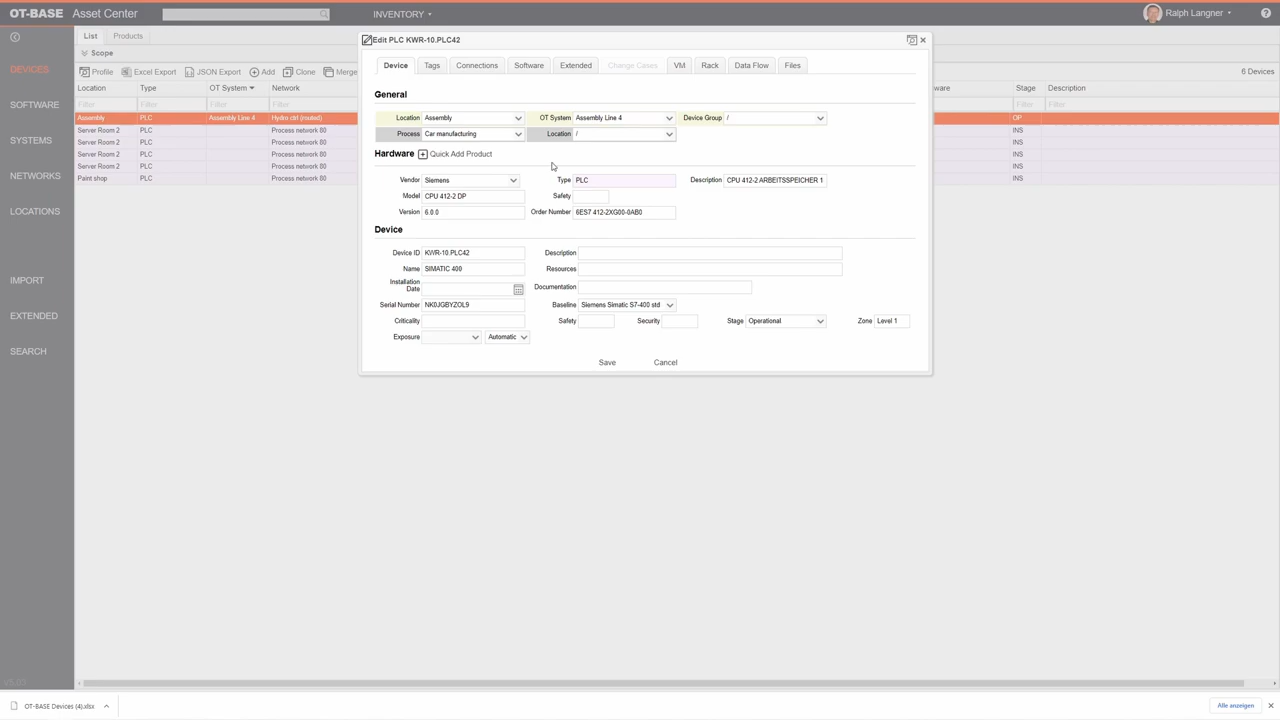 OT-BASE Asset Center INVENTORY Ralph Langner ?
List Products
Scope
Profile Excel Export JSON Export Add Clone Merge 6 Devices
Location Type OT System Network Stage Description
Filter Filter Filter Filter Filter Filter
Assembly PLC Assembly Line 4 Hydro ctrl (routed) OP
Server Room 2 PLC Process network 80 INS
Server Room 2 PLC Process network 80 INS
Server Room 2 PLC Process network 80 INS
Server Room 2 PLC Process network 80 INS
Paint shop PLC Process network 80 INS
DEVICES
SOFTWARE
SYSTEMS
NETWORKS
LOCATIONS
IMPORT
EXTENDED
SEARCH
Edit PLC KWR-10.PLC42
Device Tags Connections Software Extended Change Cases VM Rack Data Flow Files
General
Location Assembly OT System Assembly Line 4 Device Group /
Process Car manufacturing Location /
Hardware + Quick Add Product
Vendor Siemens Type PLC Description CPU 412-2 ARBEITSSPEICHER 1
Model CPU 412-2 DP Safety
Version 6.0.0 Order Number 6ES7 412-2XG00-0AB0
Device
Device ID KWR-10.PLC42 Description
Name SIMATIC 400 Resources
Installation Date Documentation
Serial Number NK0JGBYZOL9 Baseline Siemens Simatic S7-400 std
Criticality Safety Security Stage Operational Zone Level 1
Exposure Automatic
Save Cancel
OT-BASE Devices (4).xlsx Alle anzeigen